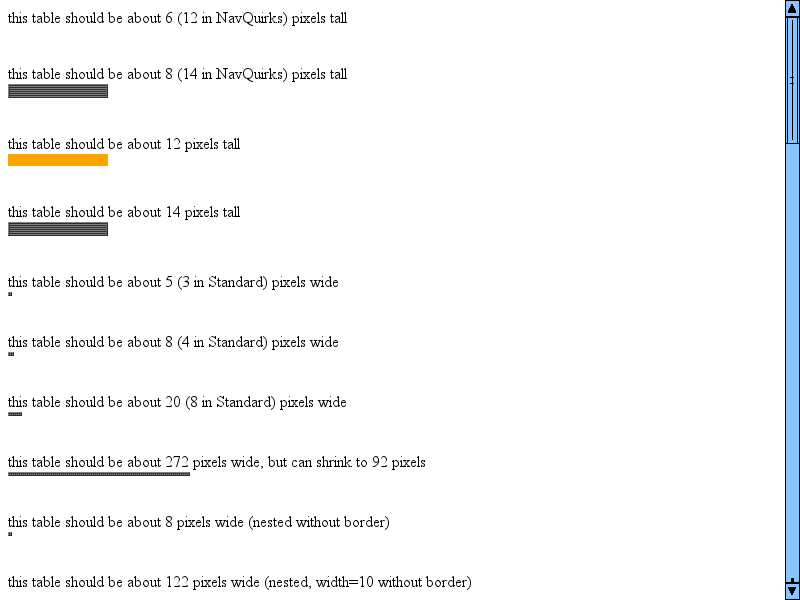 this table should be about 6 (12 in NavQuirks) pixels tall
this table should be about 8 (14 in NavQuirks) pixels tall
this table should be about 12 pixels tall
this table should be about 14 pixels tall
this table should be about 5 (3 in Standard) pixels wide
this table should be about 8 (4 in Standard) pixels wide
this table should be about 20 (8 in Standard) pixels wide
this table should be about 272 pixels wide, but can shrink to 92 pixels
this table should be about 8 pixels wide (nested without border)
this table should be about 122 pixels wide (nested, width=10 without border)